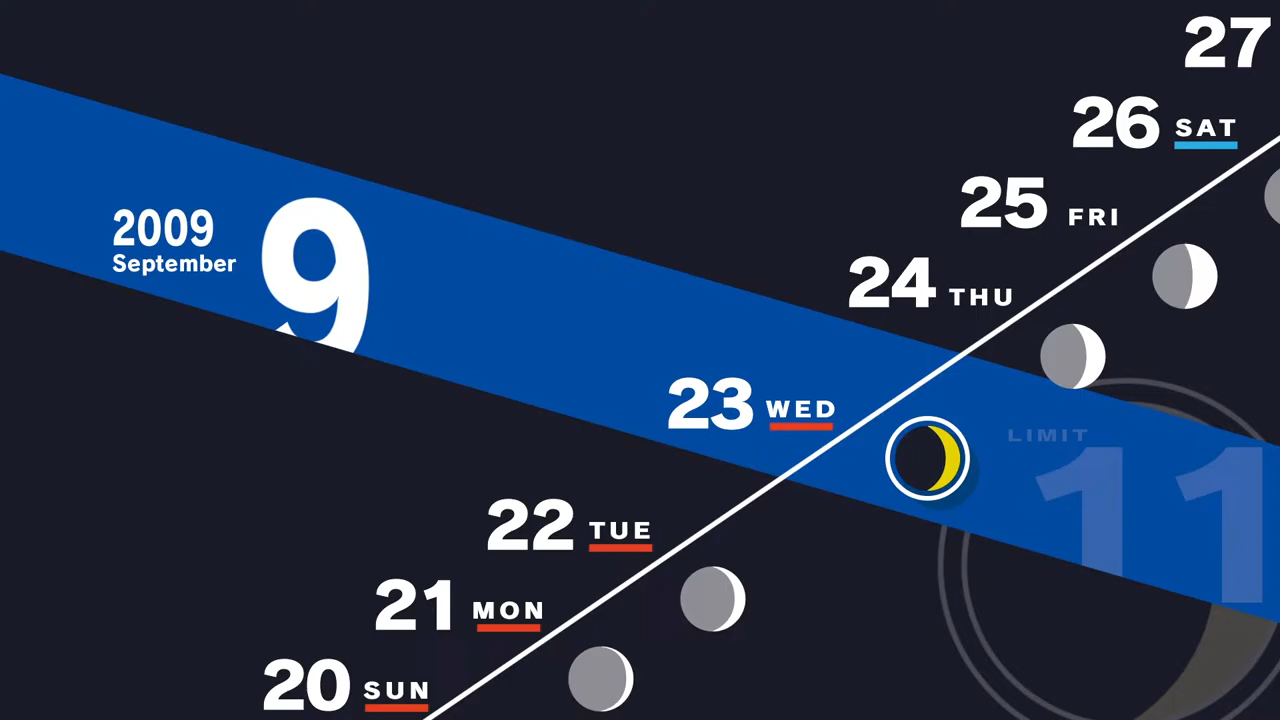 27
26 SAT
25 FRI
2009
September
9
24 THU
23 WED
LIMIT
11
22 TUE
21 MON
20 SUN